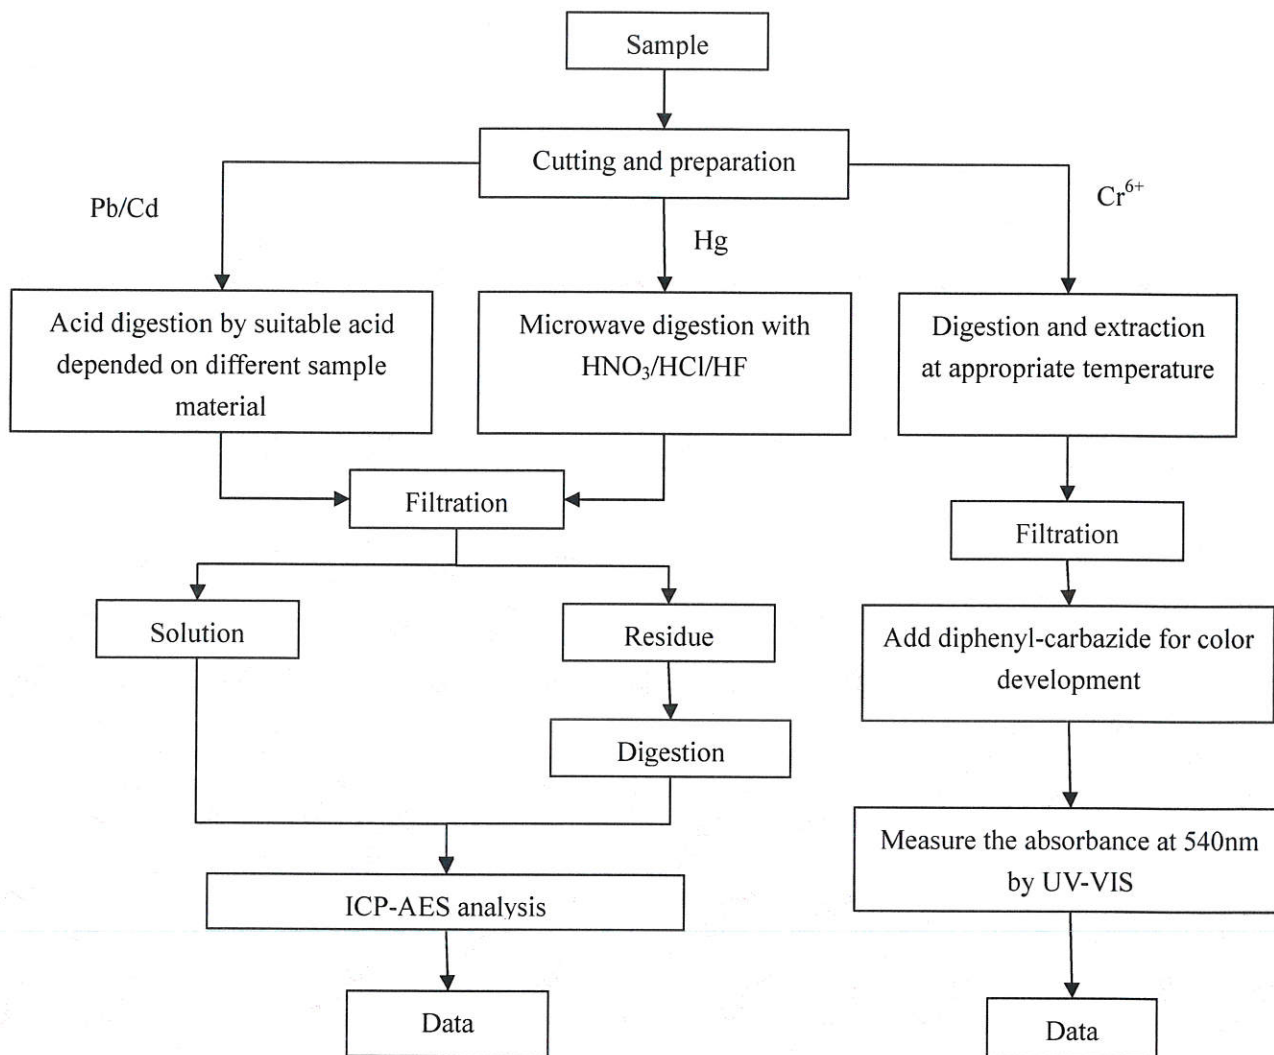 Sample
Cutting and preparation
Pb/Cd
Hg
Cr⁶⁺
Acid digestion by suitable acid
depended on different sample
material
Microwave digestion with
HNO₃/HCl/HF
Digestion and extraction
at appropriate temperature
Filtration
Filtration
Solution
Residue
Add diphenyl-carbazide for color
development
Digestion
Measure the absorbance at 540nm
by UV-VIS
ICP-AES analysis
Data
Data